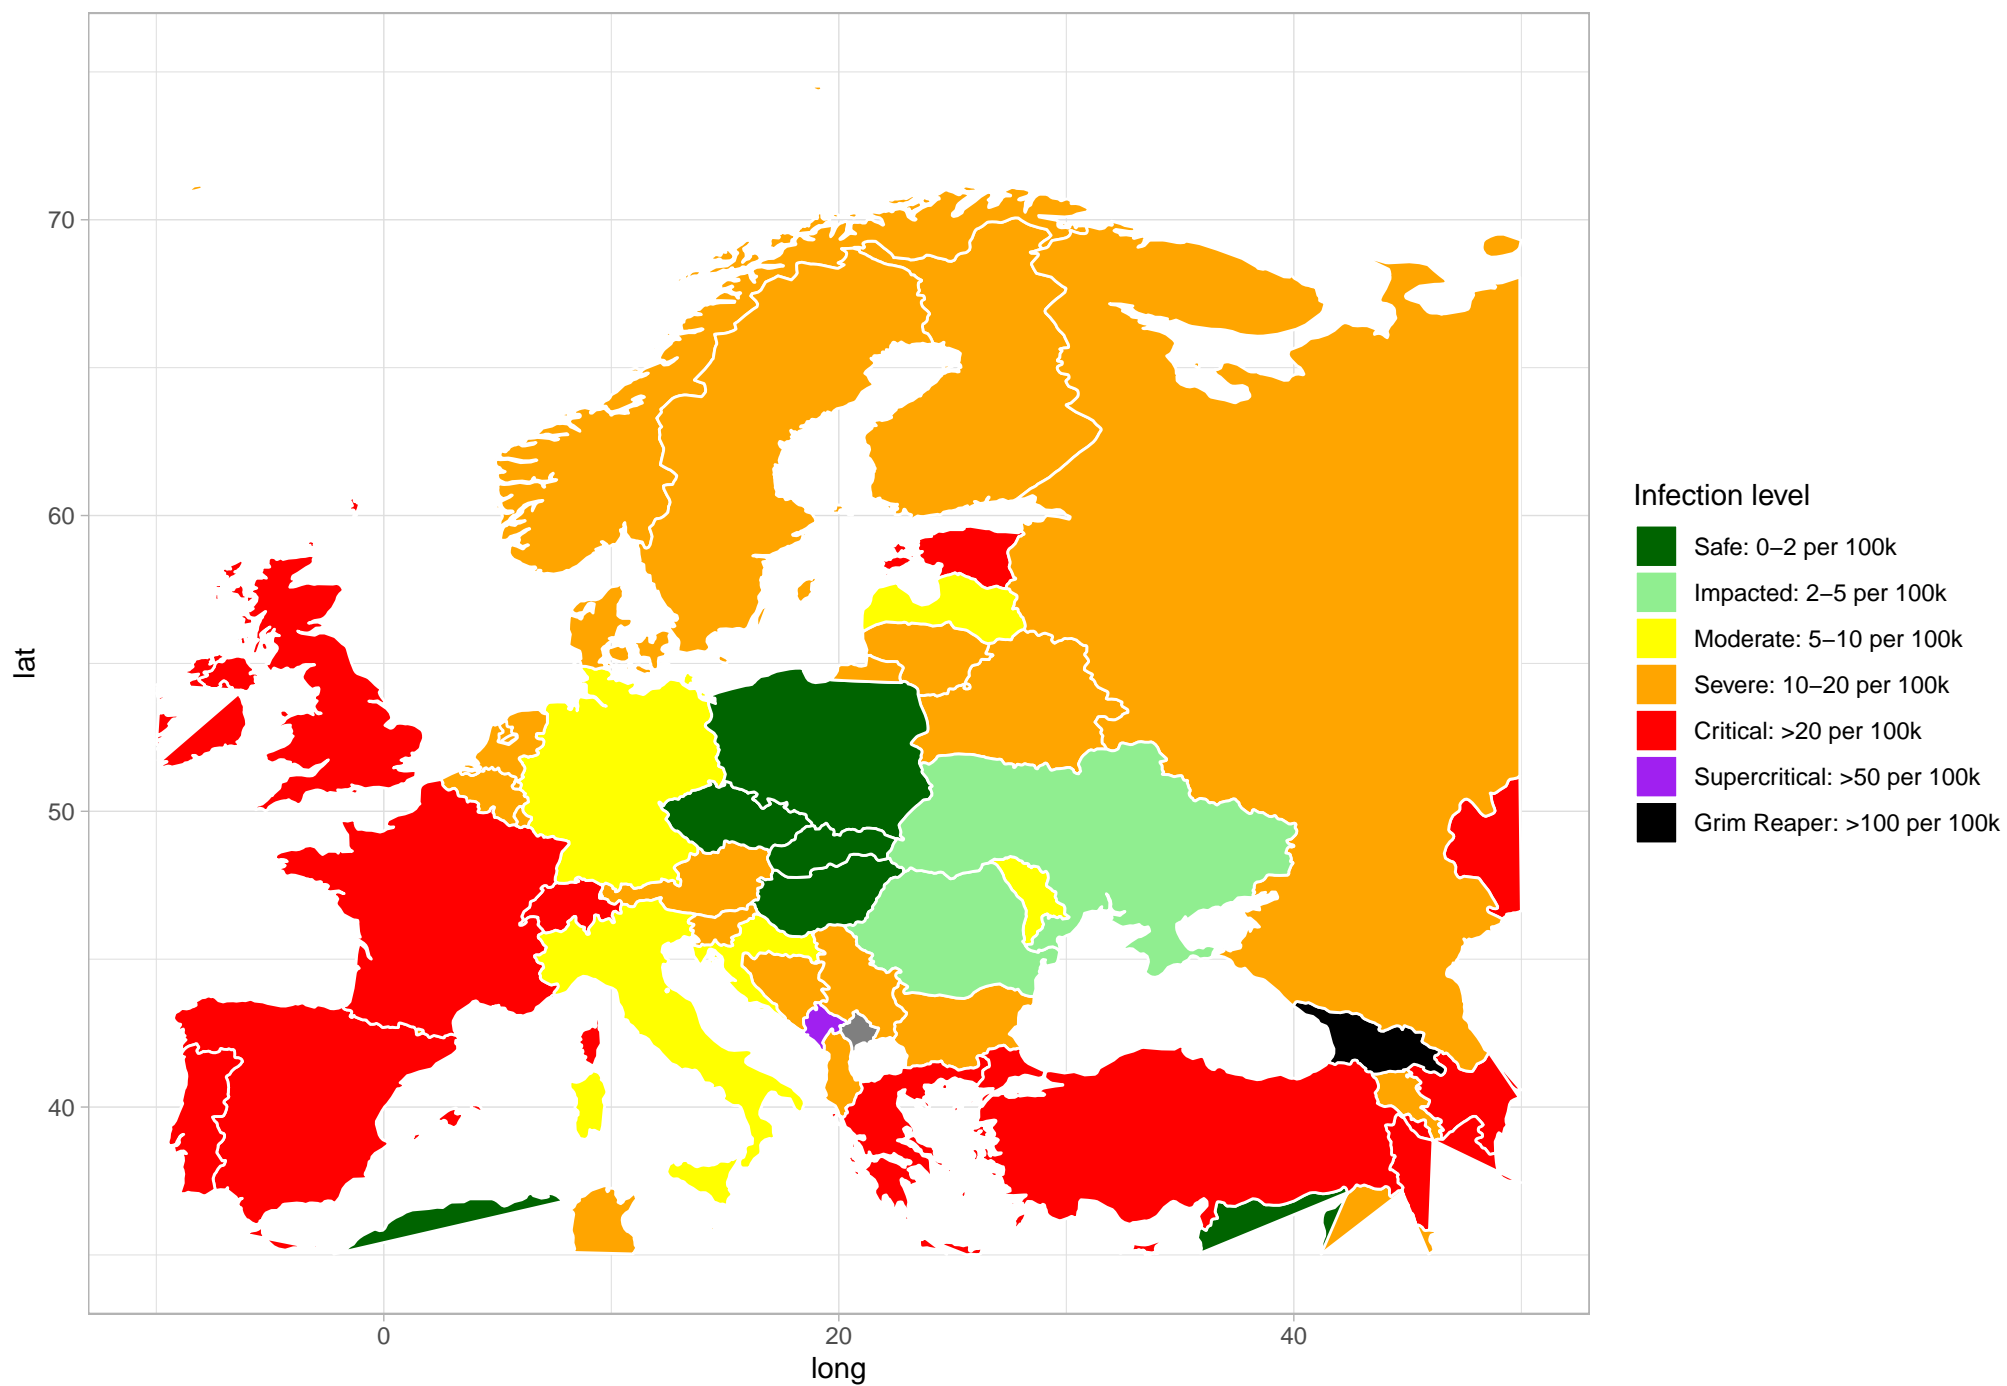 70
60
50
40
lat
0
20
40
long
Infection level
Safe: 0−2 per 100k
Impacted: 2−5 per 100k
Moderate: 5−10 per 100k
Severe: 10−20 per 100k
Critical: >20 per 100k
Supercritical: >50 per 100k
Grim Reaper: >100 per 100k